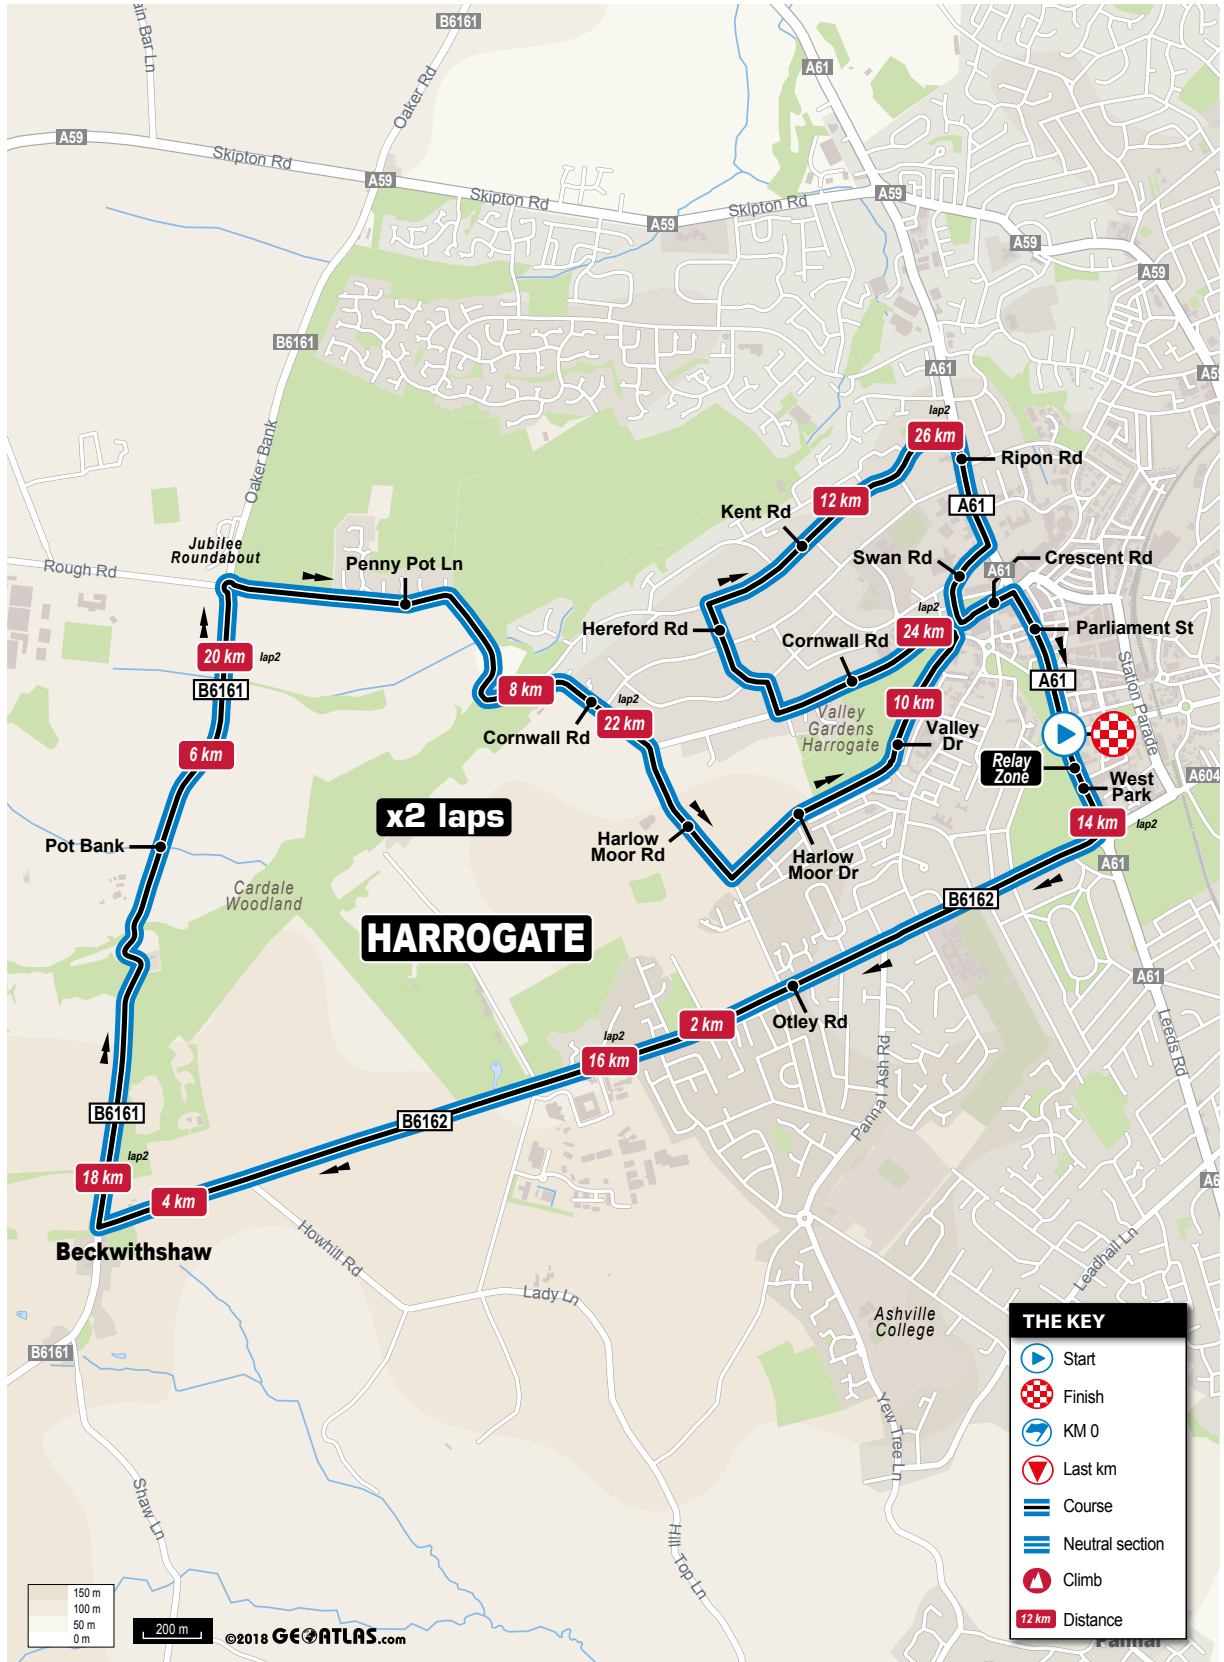 B6161
ain Bar Ln
Oaker Rd
A61
A59
Skipton Rd
A59
Skipton Rd
A59
Skipton Rd
A59
A59
A59
B6161
A61
A59
Oaker Bank
lap2
26 km
Ripon Rd
12 km
Kent Rd
A61
Jubilee
Roundabout
Rough Rd
Penny Pot Ln
Swan Rd
A61
Crescent Rd
lap2
Hereford Rd
24 km
Cornwall Rd
Parliament St
20 km
lap2
B6161
8 km
A61
Station Parade
lap2
22 km
Cornwall Rd
10 km
Valley
Gardens
Harrogate
Valley
Dr
6 km
Relay
Zone
A604
West
Park
x2 laps
14 km
lap2
Pot Bank
Harlow
Moor Rd
Harlow
Moor Dr
A61
Cardale
Woodland
B6162
HARROGATE
A61
Otley Rd
2 km
lap2
16 km
Leeds Rd
Pannal Ash Rd
B6161
B6162
lap2
18 km
4 km
A6
Beckwithshaw
Howhill Rd
Leadhall Ln
Lady Ln
Ashville
College
B6161
Yew Tree Ln
Shaw Ln
Hill Top Ln
THE KEY
Start
Finish
KM 0
Last km
Course
Neutral section
Climb
12 km Distance
Pannal
150 m
100 m
50 m
0 m
200 m
©2018 GEOATLAS.com